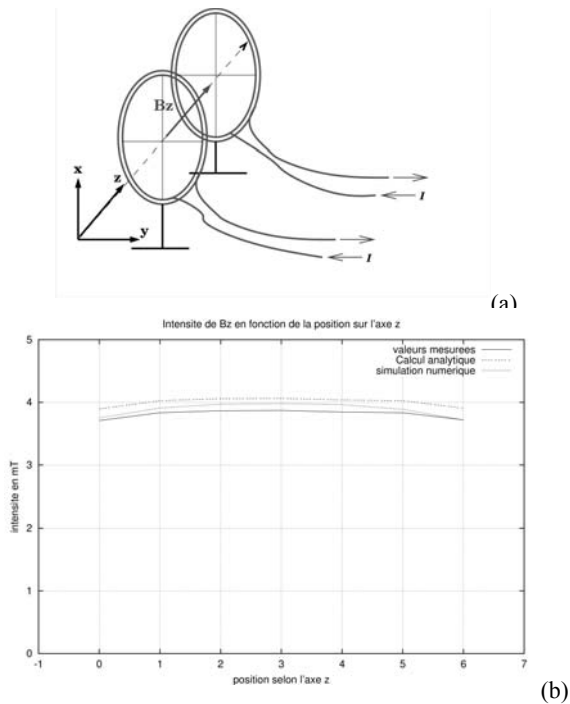 Bz
x
z
y
I
I
(a)
Intensite de Bz en fonction de la position sur l'axe z
valeurs mesurees
Calcul analytique
simulation numerique
intensite en mT
5
4
3
2
1
0
-1 0 1 2 3 4 5 6 7
position selon l'axe z
(b)